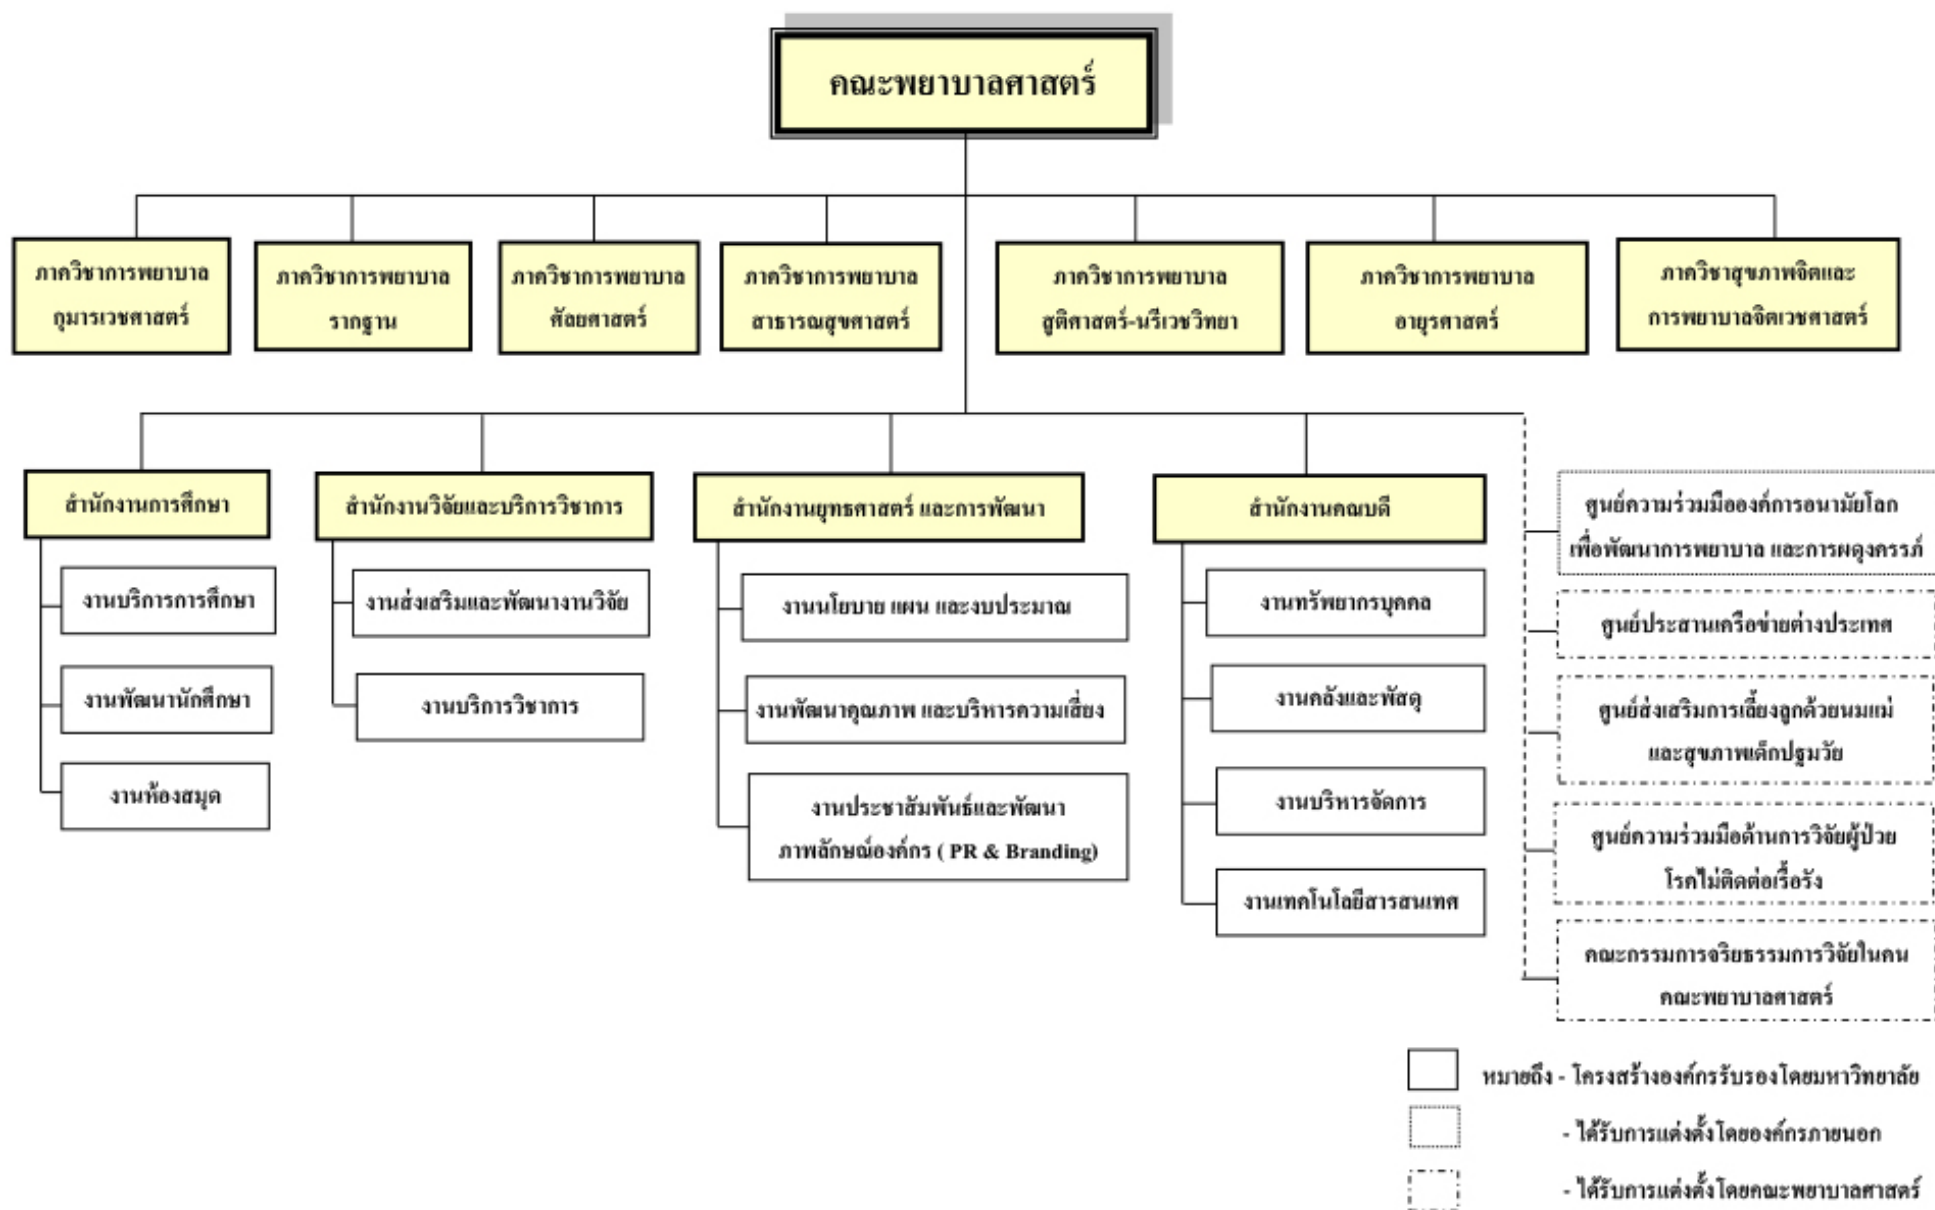 คณะพยาบาลศาสตร์
ภาควิชาการพยาบาล
กุมารเวชศาสตร์
ภาควิชาการพยาบาล
รากฐาน
ภาควิชาการพยาบาล
ศัลยศาสตร์
ภาควิชาการพยาบาล
สาธารณสุขศาสตร์
ภาควิชาการพยาบาล
สูติศาสตร์-นรีเวชวิทยา
ภาควิชาการพยาบาล
อายุรศาสตร์
ภาควิชาสุขภาพจิตและ
การพยาบาลจิตเวชศาสตร์
สำนักงานการศึกษา
งานบริการการศึกษา
งานพัฒนานักศึกษา
งานห้องสมุด
สำนักงานวิจัยและบริการวิชาการ
งานส่งเสริมและพัฒนางานวิจัย
งานบริการวิชาการ
สำนักงานยุทธศาสตร์ และการพัฒนา
งานนโยบาย แผน และงบประมาณ
งานพัฒนาคุณภาพ และบริหารความเสี่ยง
งานประชาสัมพันธ์และพัฒนา
ภาพลักษณ์องค์กร ( PR & Branding)
สำนักงานคณบดี
งานทรัพยากรบุคคล
งานคลังและพัสดุ
งานบริหารจัดการ
งานเทคโนโลยีสารสนเทศ
ศูนย์ความร่วมมือองค์การอนามัยโลก
เพื่อพัฒนาการพยาบาล และการผดุงครรภ์
ศูนย์ประสานเครือข่ายต่างประเทศ
ศูนย์ส่งเสริมการเลี้ยงลูกด้วยนมแม่
และสุขภาพเด็กปฐมวัย
ศูนย์ความร่วมมือด้านการวิจัยผู้ป่วย
โรคไม่ติดต่อเรื้อรัง
คณะกรรมการจริยธรรมการวิจัยในคน
คณะพยาบาลศาสตร์
หมายถึง - โครงสร้างองค์กรรับรองโดยมหาวิทยาลัย
- ได้รับการแต่งตั้งโดยองค์กรภายนอก
- ได้รับการแต่งตั้งโดยคณะพยาบาลศาสตร์